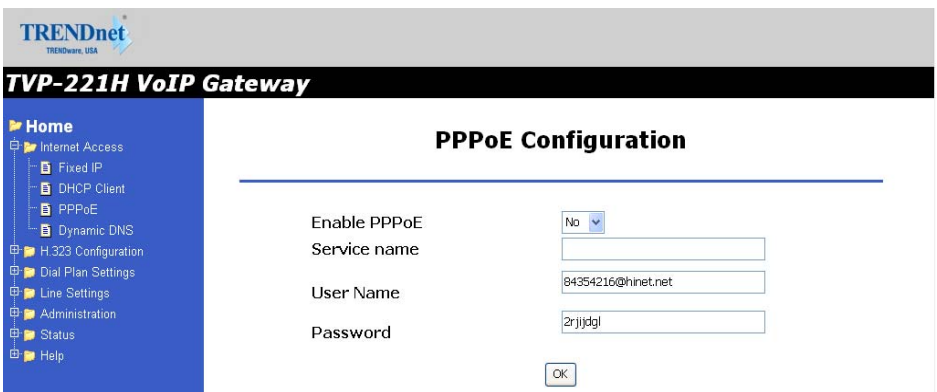 TRENDnet
TRENDware, USA
TVP-221H VoIP Gateway
Home
Internet Access
Fixed IP
DHCP Client
PPPoE
Dynamic DNS
H.323 Configuration
Dial Plan Settings
Line Settings
Administration
Status
Help
PPPoE Configuration
Enable PPPoE No
Service name
User Name 84354216@hinet.net
Password 2rjijdgl
OK